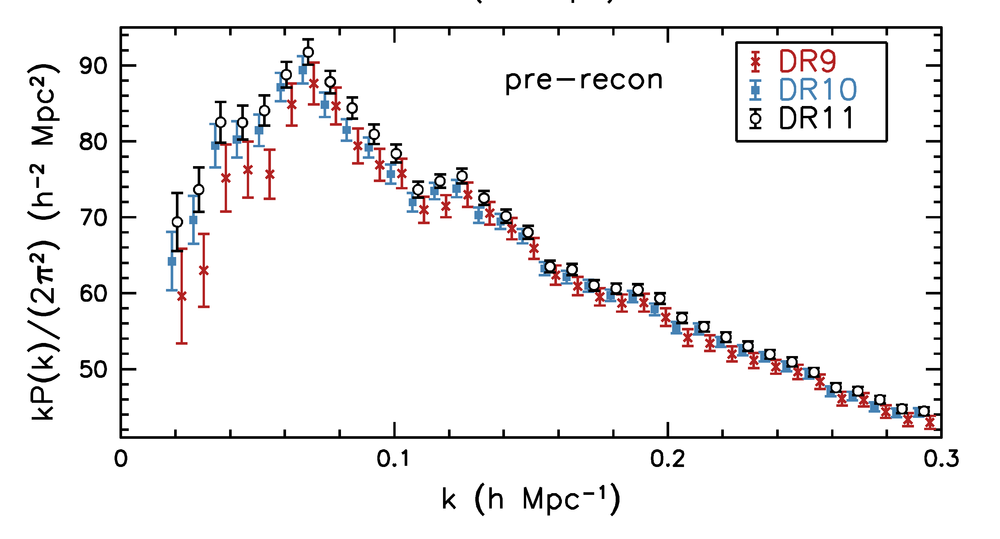 pre-recon
DR9
DR10
DR11
90
80
70
60
50
kP(k)/(2π²) (h⁻² Mpc²)
0 0.1 0.2 0.3
k (h Mpc⁻¹)